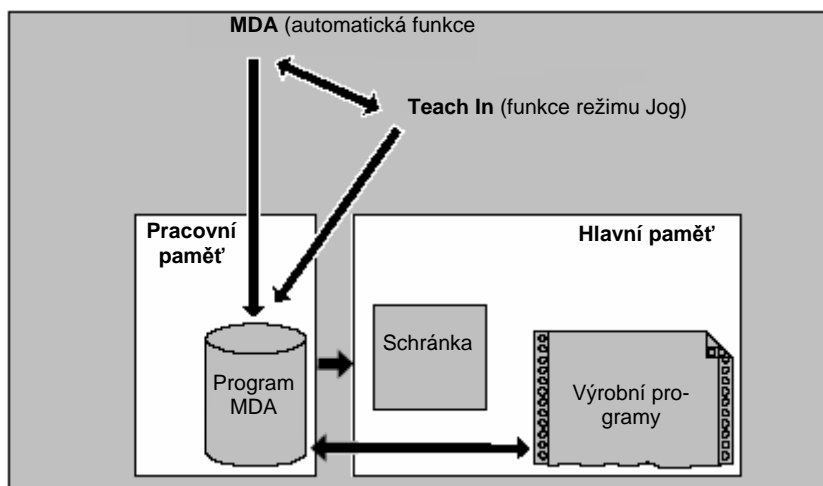 MDA (automatická funkce
Teach In (funkce režimu Jog)
Pracovní
paměť
Hlavní paměť
Schránka
Program
MDA
Výrobní pro-
gramy